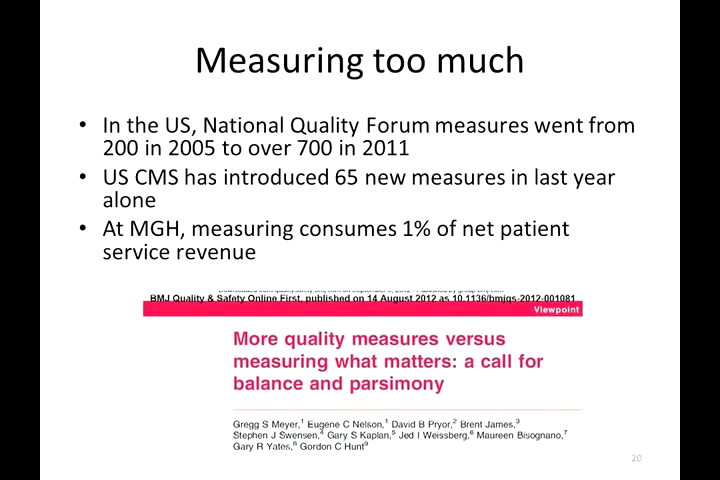 Measuring too much
• In the US, National Quality Forum measures went from
200 in 2005 to over 700 in 2011
• US CMS has introduced 65 new measures in last year
alone
• At MGH, measuring consumes 1% of net patient
service revenue
BMJ Quality & Safety Online First, published on 14 August 2012 as 10.1136/bmjqs-2012-001081
Viewpoint
More quality measures versus
measuring what matters: a call for
balance and parsimony
Gregg S Meyer,1 Eugene C Nelson,1 David B Pryor,2 Brent James,3
Stephen J Swensen,4 Gary S Kaplan,5 Jed I Weissberg,6 Maureen Bisognano,7
Gary R Yates,8 Gordon C Hunt9
20